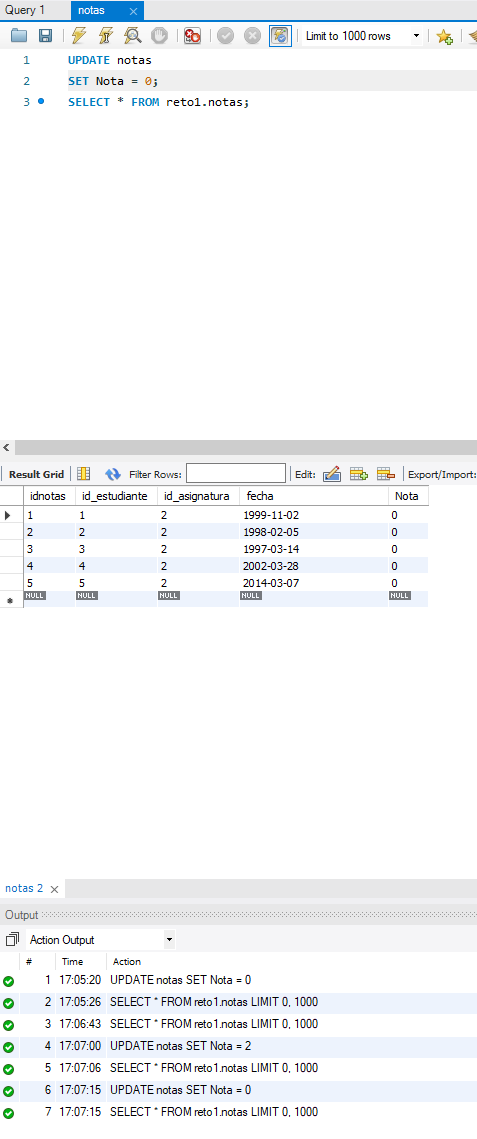 Query 1 notas
Limit to 1000 rows
1 UPDATE notas
2 SET Nota = 0;
3 SELECT * FROM reto1.notas;
Result Grid Filter Rows: Edit: Export/Import:
idnotas id_estudiante id_asignatura fecha Nota
1 1 2 1999-11-02 0
2 2 2 1998-02-05 0
3 3 2 1997-03-14 0
4 4 2 2002-03-28 0
5 5 2 2014-03-07 0
NULL NULL NULL NULL NULL
notas 2
Output
Action Output
# Time Action
1 17:05:20 UPDATE notas SET Nota = 0
2 17:05:26 SELECT * FROM reto1.notas LIMIT 0, 1000
3 17:06:43 SELECT * FROM reto1.notas LIMIT 0, 1000
4 17:07:00 UPDATE notas SET Nota = 2
5 17:07:06 SELECT * FROM reto1.notas LIMIT 0, 1000
6 17:07:15 UPDATE notas SET Nota = 0
7 17:07:15 SELECT * FROM reto1.notas LIMIT 0, 1000